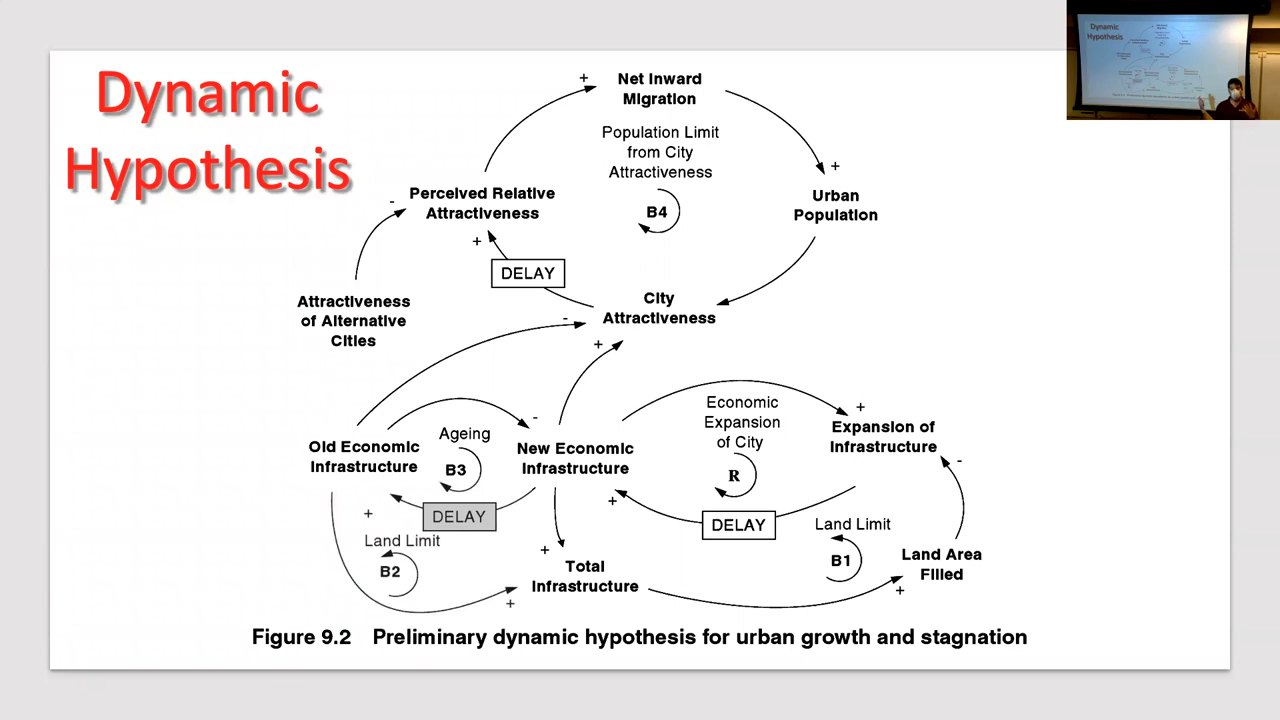 Dynamic
Hypothesis
+
Net Inward
Migration
Population Limit
from City
Attractiveness
B4
+
Urban
Population
-
Perceived Relative
Attractiveness
+
DELAY
Attractiveness
of Alternative
Cities
City
Attractiveness
-
+
Old Economic
Infrastructure
Ageing
B3
-
New Economic
Infrastructure
Economic
Expansion
of City
R
+
Expansion of
Infrastructure
-
+
DELAY
+
DELAY
Land Limit
B2
Land Limit
B1
Land Area
Filled
+
+
Total
Infrastructure
+
Figure 9.2 Preliminary dynamic hypothesis for urban growth and stagnation
Dynamic
Hypothesis